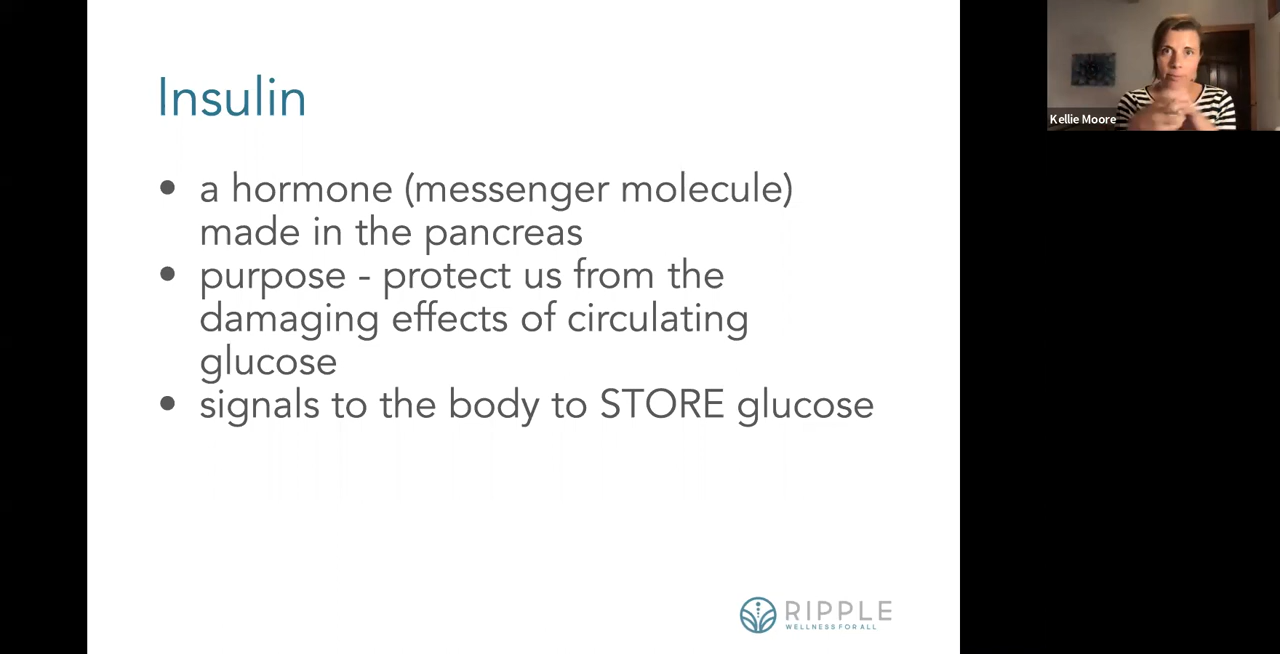 Insulin
• a hormone (messenger molecule)
made in the pancreas
• purpose - protect us from the
damaging effects of circulating
glucose
• signals to the body to STORE glucose
RIPPLE
WELLNESS FOR ALL
Kellie Moore